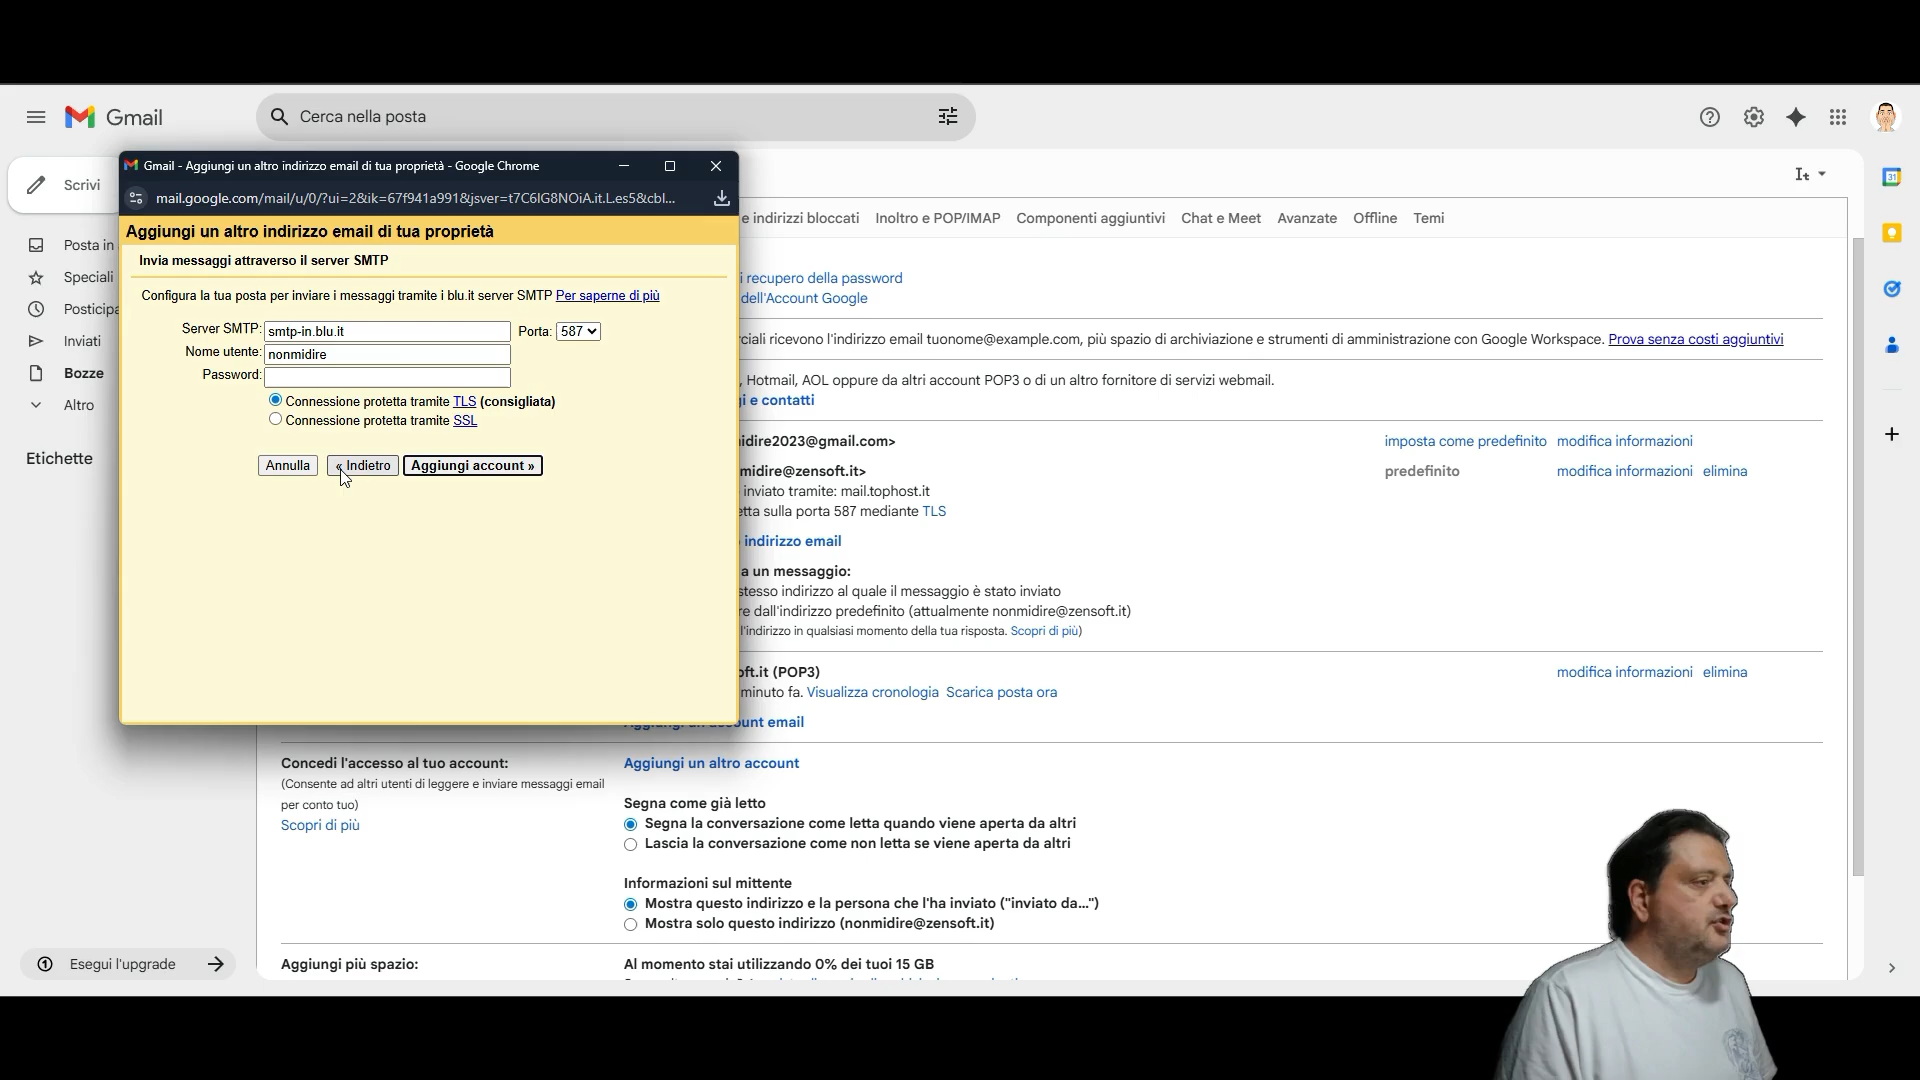 Gmail
Cerca nella posta
Gmail - Aggiungi un altro indirizzo email di tua proprietà - Google Chrome
Scrivi
mail.google.com/mail/u/0/?ui=2&ik=67f941a991&jsver=t7C6IG8NOiA.it.L.es5&cbl...
e indirizzi bloccati Inoltro e POP/IMAP Componenti aggiuntivi Chat e Meet Avanzate Offline Temi
Aggiungi un altro indirizzo email di tua proprietà
Posta in
Invia messaggi attraverso il server SMTP
Speciali
i recupero della password
Configura la tua posta per inviare i messaggi tramite i blu.it server SMTP Per saperne di più
dell'Account Google
Posticipa
Server SMTP: smtp-in.blu.it Porta: 587
Inviati
ciali ricevono l'indirizzo email tuonome@example.com, più spazio di archiviazione e strumenti di amministrazione con Google Workspace. Prova senza costi aggiuntivi
Nome utente: nonmidire
Bozze
Password:
, Hotmail, AOL oppure da altri account POP3 o di un altro fornitore di servizi webmail.
Connessione protetta tramite TLS (consigliata)
gi e contatti
Altro
Connessione protetta tramite SSL
idire2023@gmail.com> imposta come predefinito modifica informazioni
Etichette
Annulla « Indietro Aggiungi account »
midire@zensoft.it> predefinito modifica informazioni elimina
inviato tramite: mail.tophost.it
etta sulla porta 587 mediante TLS
indirizzo email
a un messaggio:
stesso indirizzo al quale il messaggio è stato inviato
re dall'indirizzo predefinito (attualmente nonmidire@zensoft.it)
l'indirizzo in qualsiasi momento della tua risposta. Scopri di più)
oft.it (POP3) modifica informazioni elimina
minuto fa. Visualizza cronologia Scarica posta ora
Aggiungi un account email
Concedi l'accesso al tuo account: Aggiungi un altro account
(Consente ad altri utenti di leggere e inviare messaggi email
per conto tuo)
Scopri di più
Segna come già letto
Segna la conversazione come letta quando viene aperta da altri
Lascia la conversazione come non letta se viene aperta da altri
Informazioni sul mittente
Mostra questo indirizzo e la persona che l'ha inviato ("inviato da...")
Mostra solo questo indirizzo (nonmidire@zensoft.it)
Esegui l'upgrade
Aggiungi più spazio: Al momento stai utilizzando 0% dei tuoi 15 GB